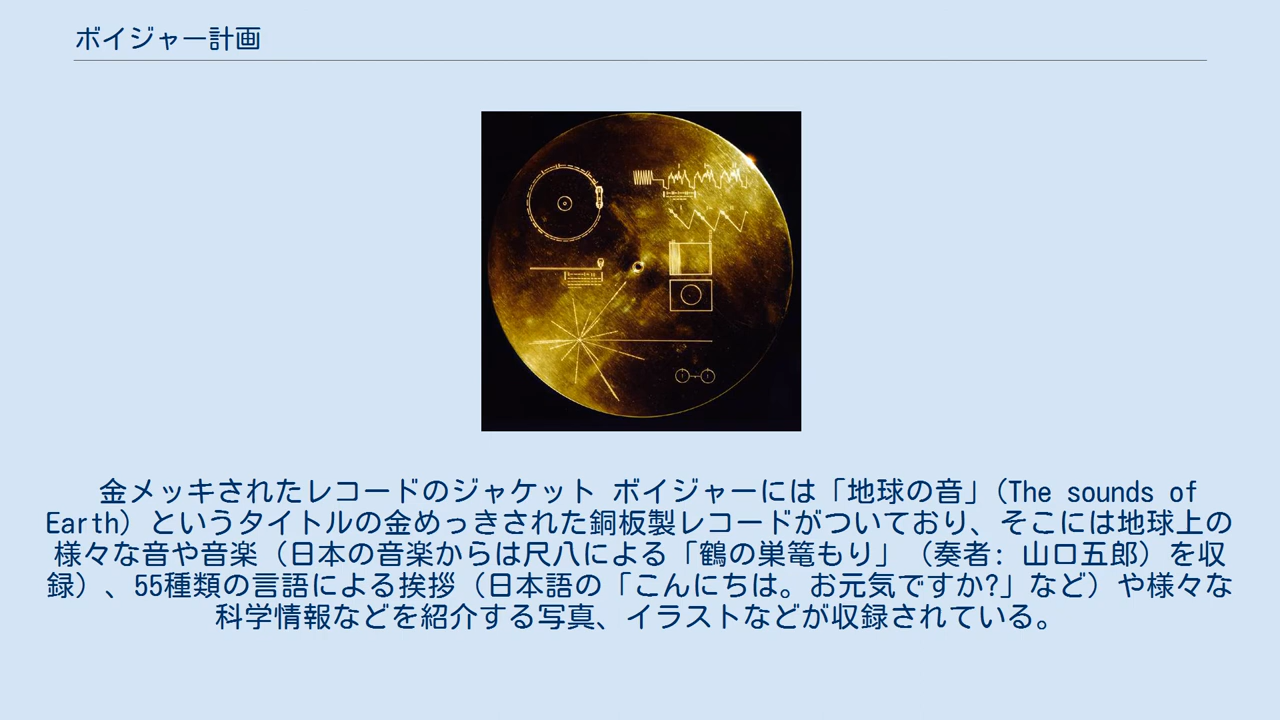 ボイジャー計画
金メッキされたレコードのジャケット ボイジャーには「地球の音」(The sounds of
Earth) というタイトルの金めっきされた銅板製レコードがついており、そこには地球上の
様々な音や音楽（日本の音楽からは尺八による「鶴の巣篭もり」（奏者: 山口五郎）を収
録）、55種類の言語による挨拶（日本語の「こんにちは。お元気ですか?」など）や様々な
科学情報などを紹介する写真、イラストなどが収録されている。